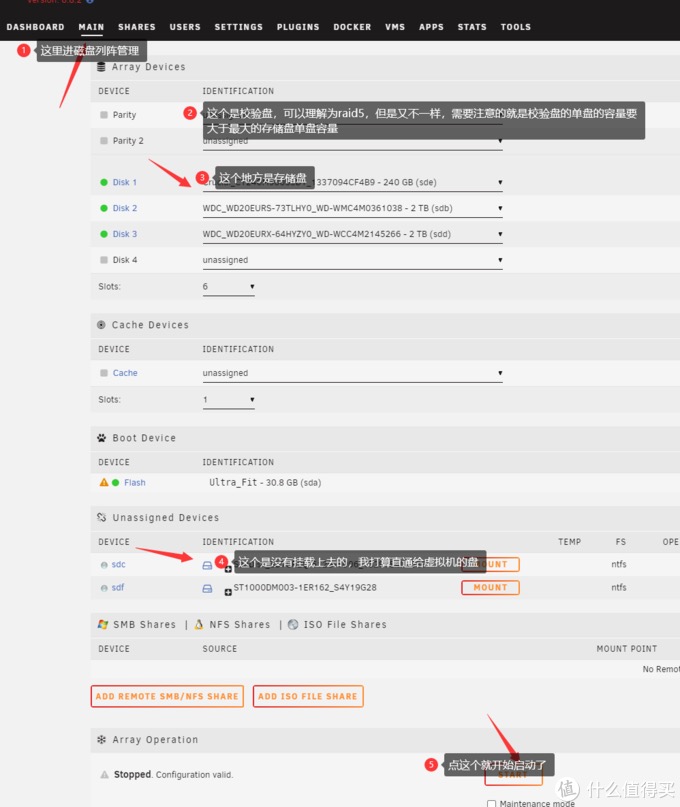 DASHBOARD MAIN SHARES USERS SETTINGS PLUGINS DOCKER VMS APPS STATS TOOLS
1 这里进磁盘列阵管理
Array Devices
DEVICE IDENTIFICATION
Parity
2 这个是校验盘，可以理解为raid5，但是又不一样，需要注意的就是校验盘的单盘的容量要
大于最大的存储盘单盘容量
Parity 2 unassigned
3 这个地方是存储盘
Disk 1 1337094CF4B9 - 240 GB (sde)
Disk 2 WDC_WD20EURS-73TLHY0_WD-WMC4M0361038 - 2 TB (sdb)
Disk 3 WDC_WD20EURX-64HYZY0_WD-WCC4M2145266 - 2 TB (sdd)
Disk 4 unassigned
Slots: 6
Cache Devices
DEVICE IDENTIFICATION
Cache unassigned
Slots: 1
Boot Device
DEVICE IDENTIFICATION
Flash Ultra_Fit - 30.8 GB (sda)
Unassigned Devices
DEVICE IDENTIFICATION TEMP FS OPE
sdc 4 这个是没有挂载上去的，我打算直通给虚拟机的盘 MOUNT ntfs
sdf ST1000DM003-1ER162_S4Y19G28 MOUNT ntfs
SMB Shares | NFS Shares | ISO File Shares
DEVICE SOURCE MOUNT POINT
No Remot
ADD REMOTE SMB/NFS SHARE ADD ISO FILE SHARE
Array Operation
5 点这个就开始启动了
Stopped. Configuration valid. START
Maintenance mode
值 什么值得买